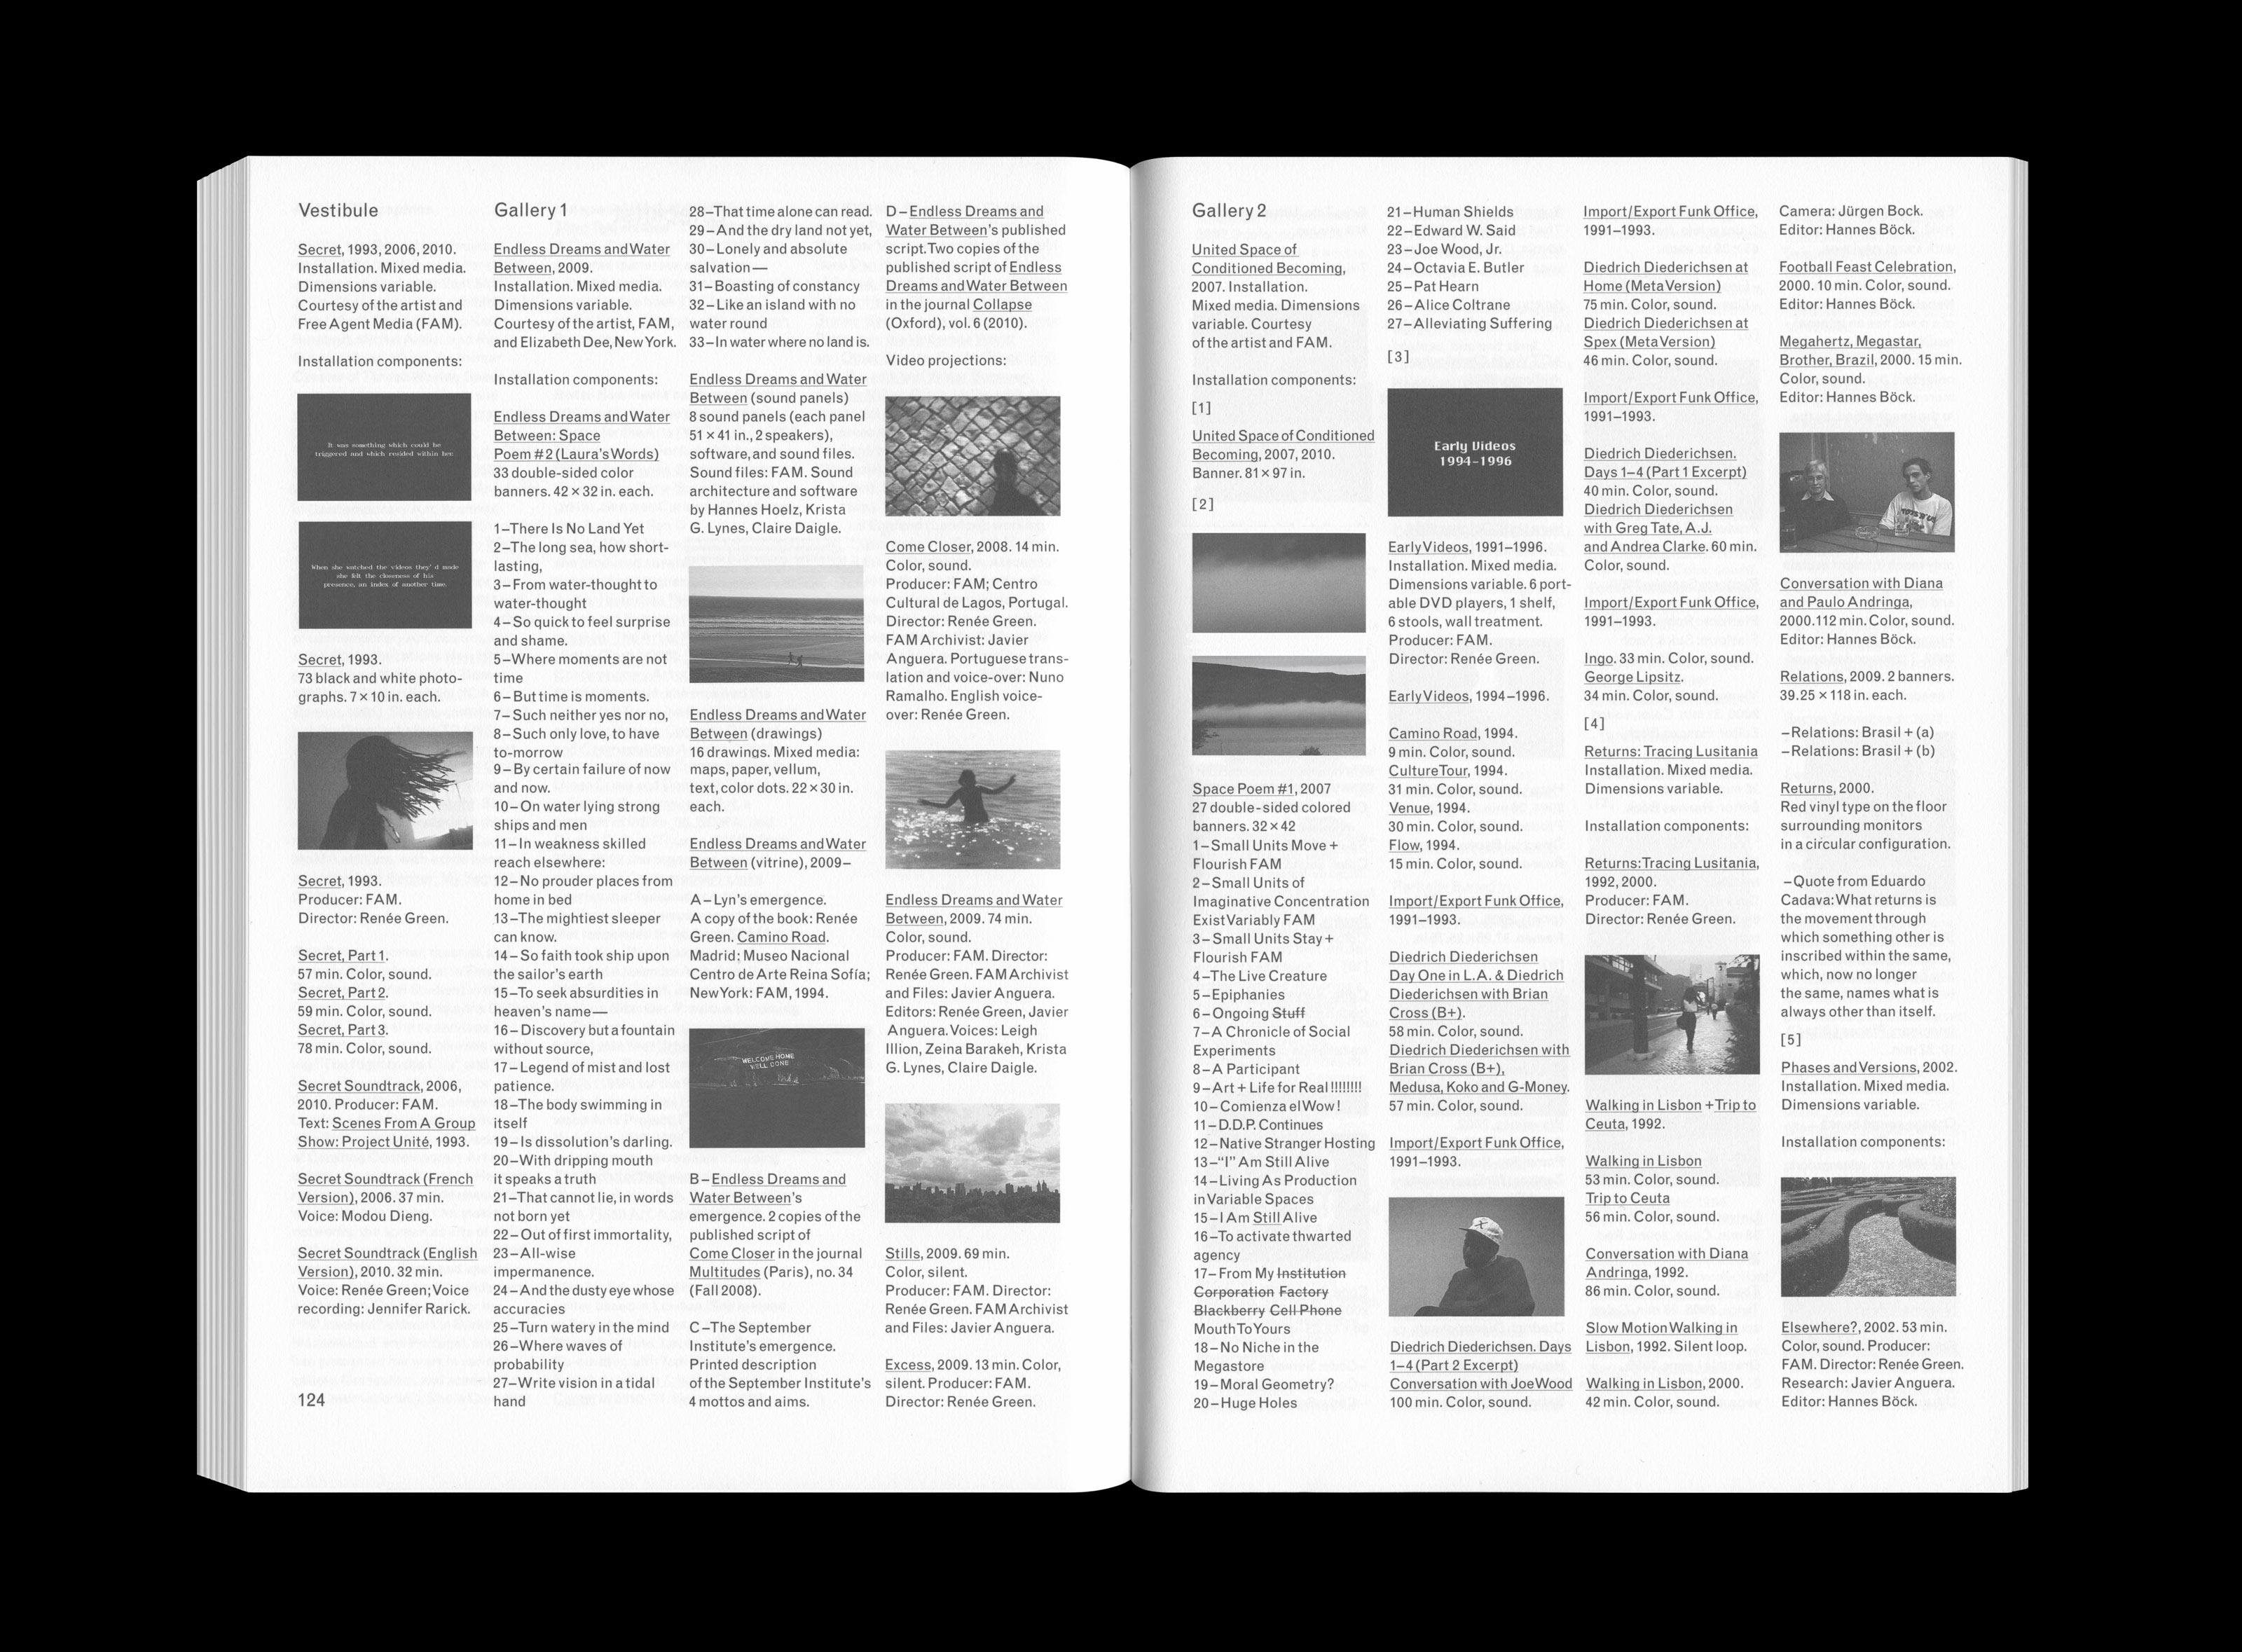 Vestibule
Secret, 1993, 2006, 2010.
Installation. Mixed media.
Dimensions variable.
Courtesy of the artist and
Free Agent Media (FAM).
Installation components:
It was something which could be
triggered and which resided within her.
When she watched the videos they'd made
she felt the closeness of his
presence, an index of another time.
Secret, 1993.
73 black and white photo-
graphs. 7 × 10 in. each.
Secret, 1993.
Producer: FAM.
Director: Renée Green.
Secret, Part 1.
57 min. Color, sound.
Secret, Part 2.
59 min. Color, sound.
Secret, Part 3.
78 min. Color, sound.
Secret Soundtrack, 2006,
2010. Producer: FAM.
Text: Scenes From A Group
Show: Project Unité, 1993.
Secret Soundtrack (French
Version), 2006. 37 min.
Voice: Modou Dieng.
Secret Soundtrack (English
Version), 2010. 32 min.
Voice: Renée Green; Voice
recording: Jennifer Rarick.
124
Gallery 1
Endless Dreams and Water
Between, 2009.
Installation. Mixed media.
Dimensions variable.
Courtesy of the artist, FAM,
and Elizabeth Dee, New York.
Installation components:
Endless Dreams and Water
Between: Space
Poem #2 (Laura's Words)
33 double-sided color
banners. 42 × 32 in. each.
1–There Is No Land Yet
2–The long sea, how short-
lasting,
3–From water-thought to
water-thought
4–So quick to feel surprise
and shame.
5–Where moments are not
time
6–But time is moments.
7–Such neither yes nor no,
8–Such only love, to have
to-morrow
9–By certain failure of now
and now.
10–On water lying strong
ships and men
11–In weakness skilled
reach elsewhere:
12–No prouder places from
home in bed
13–The mightiest sleeper
can know.
14–So faith took ship upon
the sailor's earth
15–To seek absurdities in
heaven's name—
16–Discovery but a fountain
without source,
17–Legend of mist and lost
patience.
18–The body swimming in
itself
19–Is dissolution's darling.
20–With dripping mouth
it speaks a truth
21–That cannot lie, in words
not born yet
22–Out of first immortality,
23–All-wise
impermanence.
24–And the dusty eye whose
accuracies
25–Turn watery in the mind
26–Where waves of
probability
27–Write vision in a tidal
hand
28–That time alone can read.
29–And the dry land not yet,
30–Lonely and absolute
salvation—
31–Boasting of constancy
32–Like an island with no
water round
33–In water where no land is.
Endless Dreams and Water
Between (sound panels)
8 sound panels (each panel
51 × 41 in., 2 speakers),
software, and sound files.
Sound files: FAM. Sound
architecture and software
by Hannes Hoelz, Krista
G. Lynes, Claire Daigle.
Endless Dreams and Water
Between (drawings)
16 drawings. Mixed media:
maps, paper, vellum,
text, color dots. 22 × 30 in.
each.
Endless Dreams and Water
Between (vitrine), 2009–
A–Lyn's emergence.
A copy of the book: Renée
Green. Camino Road.
Madrid; Museo Nacional
Centro de Arte Reina Sofía;
New York: FAM, 1994.
WELCOME HOME
WELL DONE
B–Endless Dreams and
Water Between's
emergence. 2 copies of the
published script of
Come Closer in the journal
Multitudes (Paris), no. 34
(Fall 2008).
C–The September
Institute's emergence.
Printed description
of the September Institute's
4 mottos and aims.
D–Endless Dreams and
Water Between's published
script. Two copies of the
published script of Endless
Dreams and Water Between
in the journal Collapse
(Oxford), vol. 6 (2010).
Video projections:
Come Closer, 2008. 14 min.
Color, sound.
Producer: FAM; Centro
Cultural de Lagos, Portugal.
Director: Renée Green.
FAM Archivist: Javier
Anguera. Portuguese trans-
lation and voice-over: Nuno
Ramalho. English voice-
over: Renée Green.
Endless Dreams and Water
Between, 2009. 74 min.
Color, sound.
Producer: FAM. Director:
Renée Green. FAM Archivist
and Files: Javier Anguera.
Editors: Renée Green, Javier
Anguera. Voices: Leigh
Illion, Zeina Barakeh, Krista
G. Lynes, Claire Daigle.
Stills, 2009. 69 min.
Color, silent.
Producer: FAM. Director:
Renée Green. FAM Archivist
and Files: Javier Anguera.
Excess, 2009. 13 min. Color,
silent. Producer: FAM.
Director: Renée Green.
Gallery 2
United Space of
Conditioned Becoming,
2007. Installation.
Mixed media. Dimensions
variable. Courtesy
of the artist and FAM.
Installation components:
[1]
United Space of Conditioned
Becoming, 2007, 2010.
Banner. 81 × 97 in.
[2]
Space Poem #1, 2007
27 double-sided colored
banners. 32 × 42
1–Small Units Move +
Flourish FAM
2–Small Units of
Imaginative Concentration
Exist Variably FAM
3–Small Units Stay +
Flourish FAM
4–The Live Creature
5–Epiphanies
6–Ongoing Stuff
7–A Chronicle of Social
Experiments
8–A Participant
9–Art + Life for Real!!!!!!!!
10–Comienza el Wow!
11–D.D.P. Continues
12–Native Stranger Hosting
13–“I” Am Still Alive
14–Living As Production
in Variable Spaces
15–I Am Still Alive
16–To activate thwarted
agency
17–From My Institution
Corporation Factory
Blackberry Cell Phone
Mouth To Yours
18–No Niche in the
Megastore
19–Moral Geometry?
20–Huge Holes
21–Human Shields
22–Edward W. Said
23–Joe Wood, Jr.
24–Octavia E. Butler
25–Pat Hearn
26–Alice Coltrane
27–Alleviating Suffering
[3]
Early Videos
1994–1996
Early Videos, 1991–1996.
Installation. Mixed media.
Dimensions variable. 6 port-
able DVD players, 1 shelf,
6 stools, wall treatment.
Producer: FAM.
Director: Renée Green.
Early Videos, 1994–1996.
Camino Road, 1994.
9 min. Color, sound.
Culture Tour, 1994.
31 min. Color, sound.
Venue, 1994.
30 min. Color, sound.
Flow, 1994.
15 min. Color, sound.
Import/Export Funk Office,
1991–1993.
Diedrich Diederichsen
Day One in L.A. & Diedrich
Diederichsen with Brian
Cross (B+).
58 min. Color, sound.
Diedrich Diederichsen with
Brian Cross (B+),
Medusa, Koko and G-Money.
57 min. Color, sound.
Import/Export Funk Office,
1991–1993.
Diedrich Diederichsen. Days
1–4 (Part 2 Excerpt)
Conversation with Joe Wood
100 min. Color, sound.
Import/Export Funk Office,
1991–1993.
Diedrich Diederichsen at
Home (Meta Version)
75 min. Color, sound.
Diedrich Diederichsen at
Spex (Meta Version)
46 min. Color, sound.
Import/Export Funk Office,
1991–1993.
Diedrich Diederichsen.
Days 1–4 (Part 1 Excerpt)
40 min. Color, sound.
Diedrich Diederichsen
with Greg Tate, A.J.
and Andrea Clarke. 60 min.
Color, sound.
Import/Export Funk Office,
1991–1993.
Ingo. 33 min. Color, sound.
George Lipsitz.
34 min. Color, sound.
[4]
Returns: Tracing Lusitania
Installation. Mixed media.
Dimensions variable.
Installation components:
Returns: Tracing Lusitania,
1992, 2000.
Producer: FAM.
Director: Renée Green.
Walking in Lisbon + Trip to
Ceuta, 1992.
Walking in Lisbon
53 min. Color, sound.
Trip to Ceuta
56 min. Color, sound.
Conversation with Diana
Andringa, 1992.
86 min. Color, sound.
Slow Motion Walking in
Lisbon, 1992. Silent loop.
Walking in Lisbon, 2000.
42 min. Color, sound.
Camera: Jürgen Bock.
Editor: Hannes Böck.
Football Feast Celebration,
2000. 10 min. Color, sound.
Editor: Hannes Böck.
Megahertz, Megastar,
Brother, Brazil, 2000. 15 min.
Color, sound.
Editor: Hannes Böck.
Conversation with Diana
and Paulo Andringa,
2000. 112 min. Color, sound.
Editor: Hannes Böck.
Relations, 2009. 2 banners.
39.25 × 118 in. each.
–Relations: Brasil + (a)
–Relations: Brasil + (b)
Returns, 2000.
Red vinyl type on the floor
surrounding monitors
in a circular configuration.
–Quote from Eduardo
Cadava: What returns is
the movement through
which something other is
inscribed within the same,
which, now no longer
the same, names what is
always other than itself.
[5]
Phases and Versions, 2002.
Installation. Mixed media.
Dimensions variable.
Installation components:
Elsewhere?, 2002. 53 min.
Color, sound. Producer:
FAM. Director: Renée Green.
Research: Javier Anguera.
Editor: Hannes Böck.